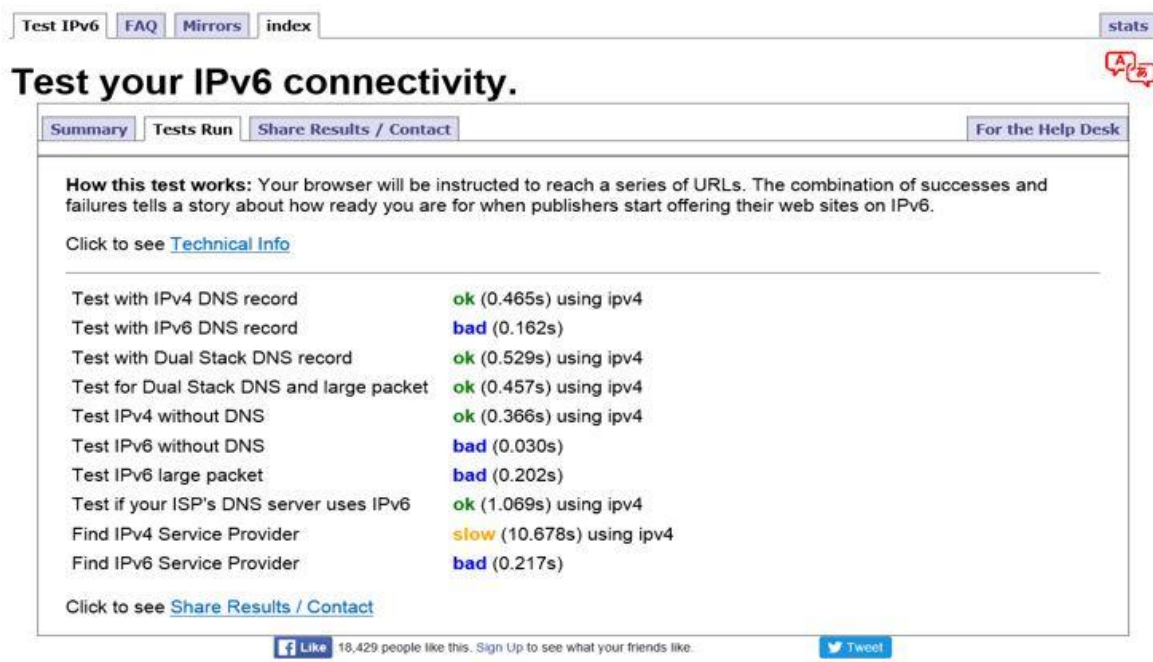 Test IPv6 FAQ Mirrors index stats
Test your IPv6 connectivity.
Summary Tests Run Share Results / Contact For the Help Desk
How this test works: Your browser will be instructed to reach a series of URLs. The combination of successes and
failures tells a story about how ready you are for when publishers start offering their web sites on IPv6.
Click to see Technical Info
Test with IPv4 DNS record ok (0.465s) using ipv4
Test with IPv6 DNS record bad (0.162s)
Test with Dual Stack DNS record ok (0.529s) using ipv4
Test for Dual Stack DNS and large packet ok (0.457s) using ipv4
Test IPv4 without DNS ok (0.366s) using ipv4
Test IPv6 without DNS bad (0.030s)
Test IPv6 large packet bad (0.202s)
Test if your ISP's DNS server uses IPv6 ok (1.069s) using ipv4
Find IPv4 Service Provider slow (10.678s) using ipv4
Find IPv6 Service Provider bad (0.217s)
Click to see Share Results / Contact
f Like 18,429 people like this. Sign Up to see what your friends like. Tweet